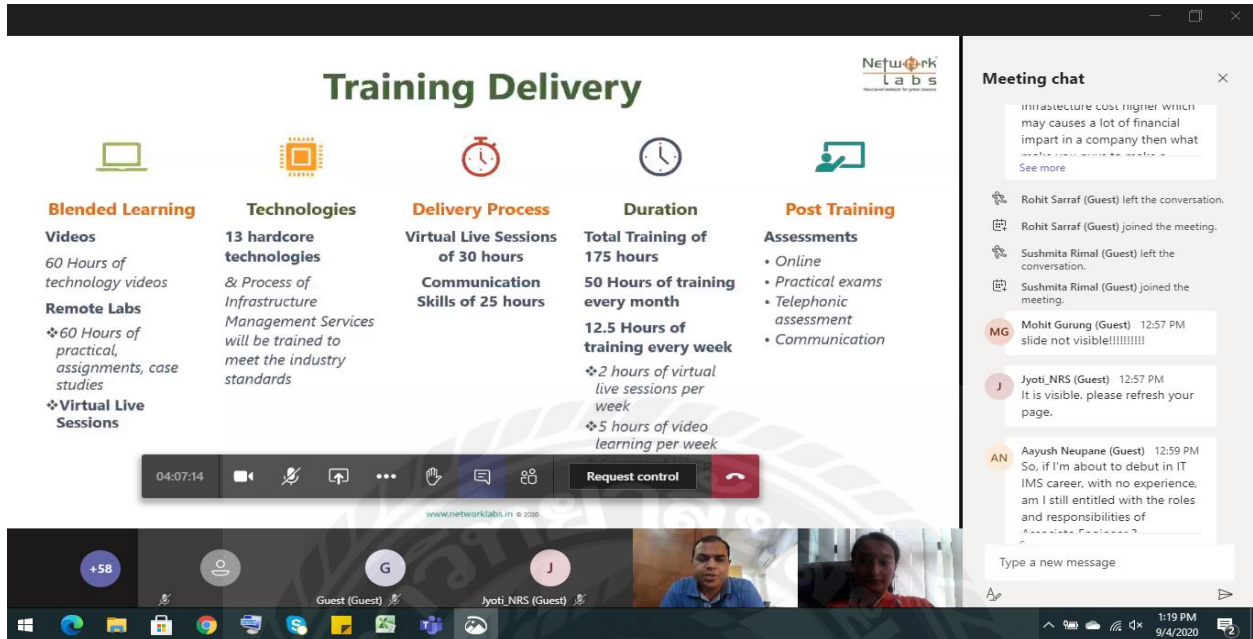 Training Delivery
Network
Labs
Blended Learning
Videos
60 Hours of
technology videos
Remote Labs
❖60 Hours of
practical,
assignments, case
studies
❖Virtual Live
Sessions
Technologies
13 hardcore
technologies
& Process of
Infrastructure
Management Services
will be trained to
meet the industry
standards
Delivery Process
Virtual Live Sessions
of 30 hours
Communication
Skills of 25 hours
Duration
Total Training of
175 hours
50 Hours of training
every month
12.5 Hours of
training every week
❖2 hours of virtual
live sessions per
week
❖5 hours of video
learning per week
Post Training
Assessments
• Online
• Practical exams
• Telephonic
assessment
• Communication
04:07:14
Request control
www.networklabs.in © 2020
+58
G
Guest (Guest)
J
Jyoti_NRS (Guest)
Meeting chat
infrastecture cost higher which
may causes a lot of financial
impart in a company then what
See more
Rohit Sarraf (Guest) left the conversation.
Rohit Sarraf (Guest) joined the meeting.
Sushmita Rimal (Guest) left the
conversation.
Sushmita Rimal (Guest) joined the
meeting.
MG
Mohit Gurung (Guest) 12:57 PM
slide not visible!!!!!!!!!!
J
Jyoti_NRS (Guest) 12:57 PM
It is visible. please refresh your
page.
AN
Aayush Neupane (Guest) 12:59 PM
So, if I'm about to debut in IT
IMS career, with no experience,
am I still entitled with the roles
and responsibilities of
Associate Engineer ?
Type a new message
1:19 PM
9/4/2020
2